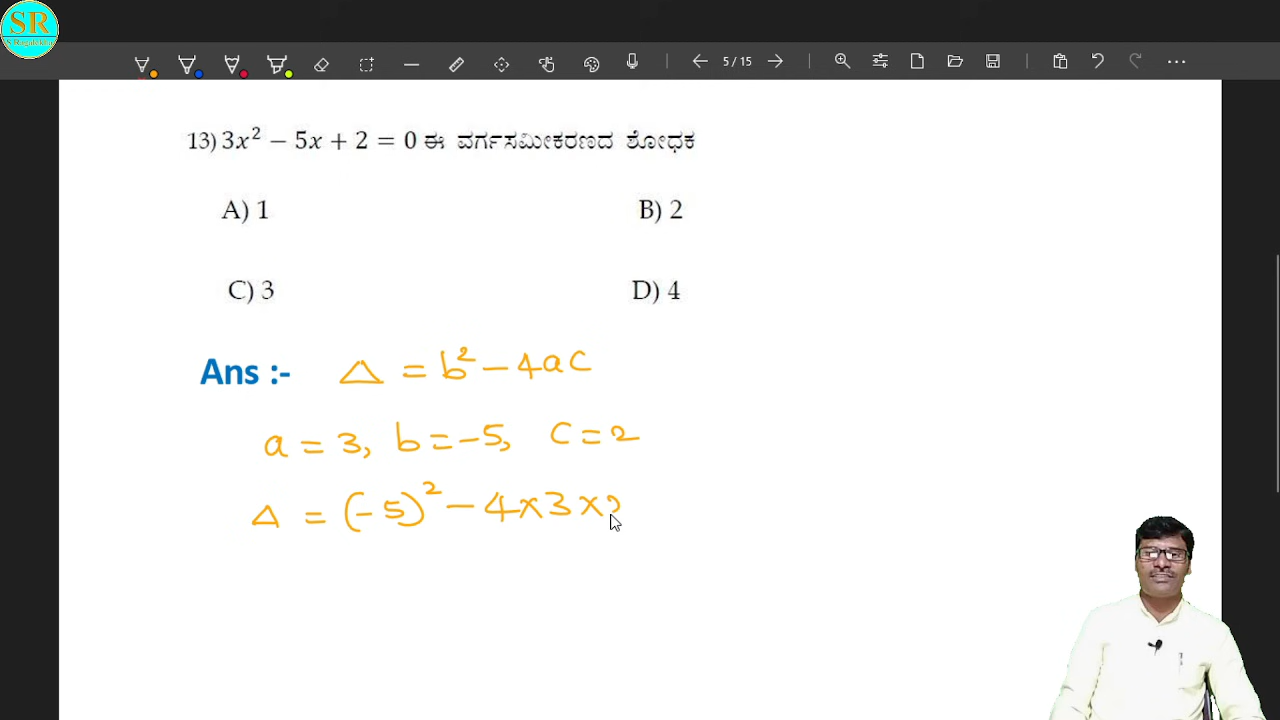 SR
5 / 15
13) 3x² − 5x + 2 = 0 ಈ ವರ್ಗಸಮೀಕರಣದ ಶೋಧಕ
A) 1
B) 2
C) 3
D) 4
Ans :- Δ = b² − 4ac
a = 3, b = −5, c = 2
Δ = (−5)² − 4×3×2